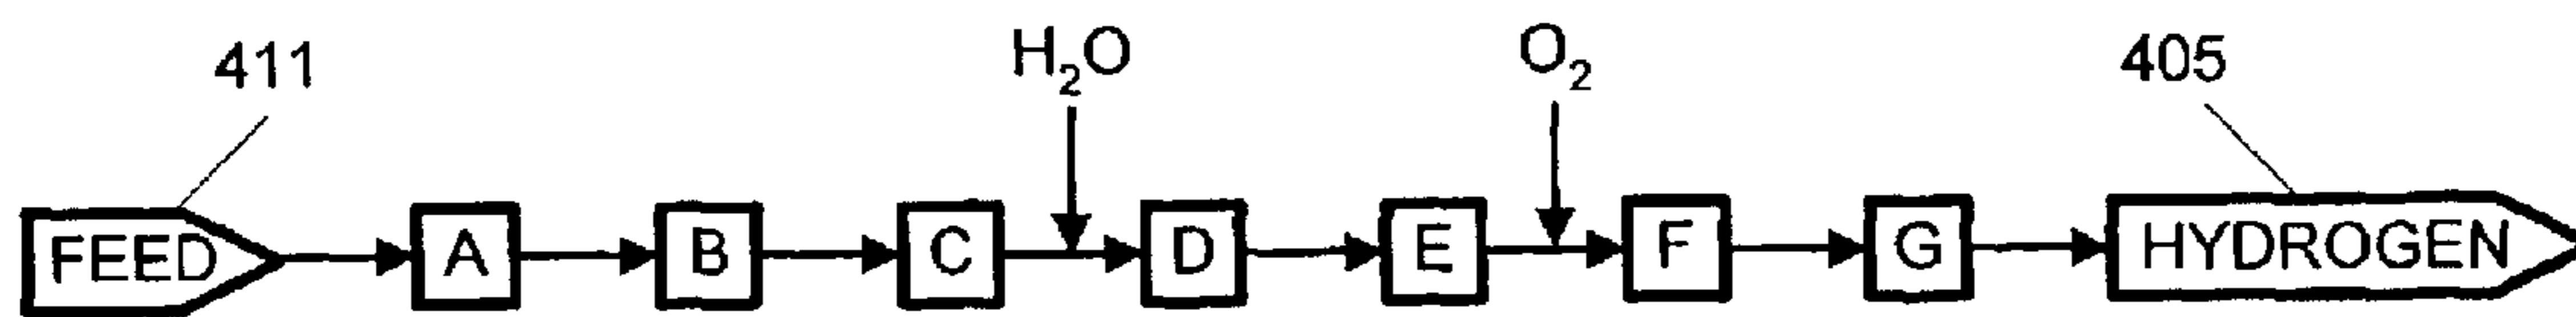 411 H₂O O₂ 405
FEED A B C D E F G HYDROGEN